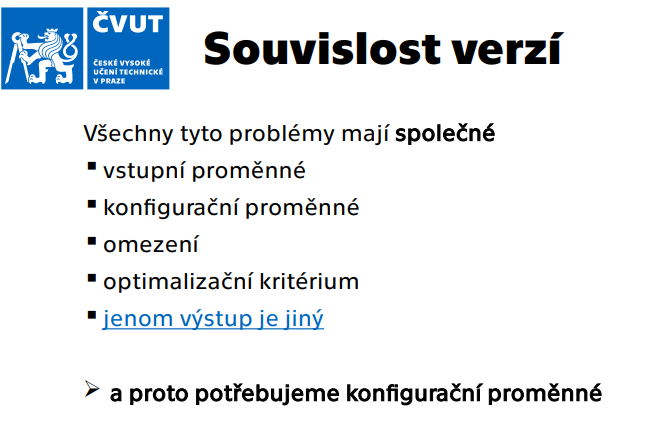 ČVUT
ČESKÉ VYSOKÉ
UČENÍ TECHNICKÉ
V PRAZE
Souvislost verzí
Všechny tyto problémy mají společné
▪ vstupní proměnné
▪ konfigurační proměnné
▪ omezení
▪ optimalizační kritérium
▪ jenom výstup je jiný
➢ a proto potřebujeme konfigurační proměnné